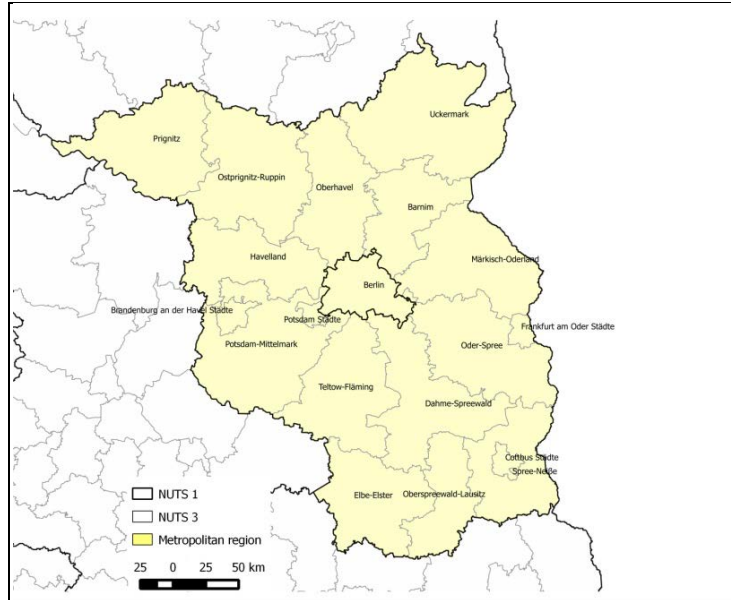 Uckermark
Prignitz
Ostprignitz-Ruppin
Oberhavel
Barnim
Havelland
Märkisch-Oderland
Berlin
Brandenburg an der Havel Städte
Potsdam Städte
Frankfurt am Oder Städte
Potsdam-Mittelmark
Oder-Spree
Teltow-Fläming
Dahme-Spreewald
Cottbus Städte
Spree-Neiße
Elbe-Elster
Oberspreewald-Lausitz
NUTS 1
NUTS 3
Metropolitan region
25 0 25 50 km